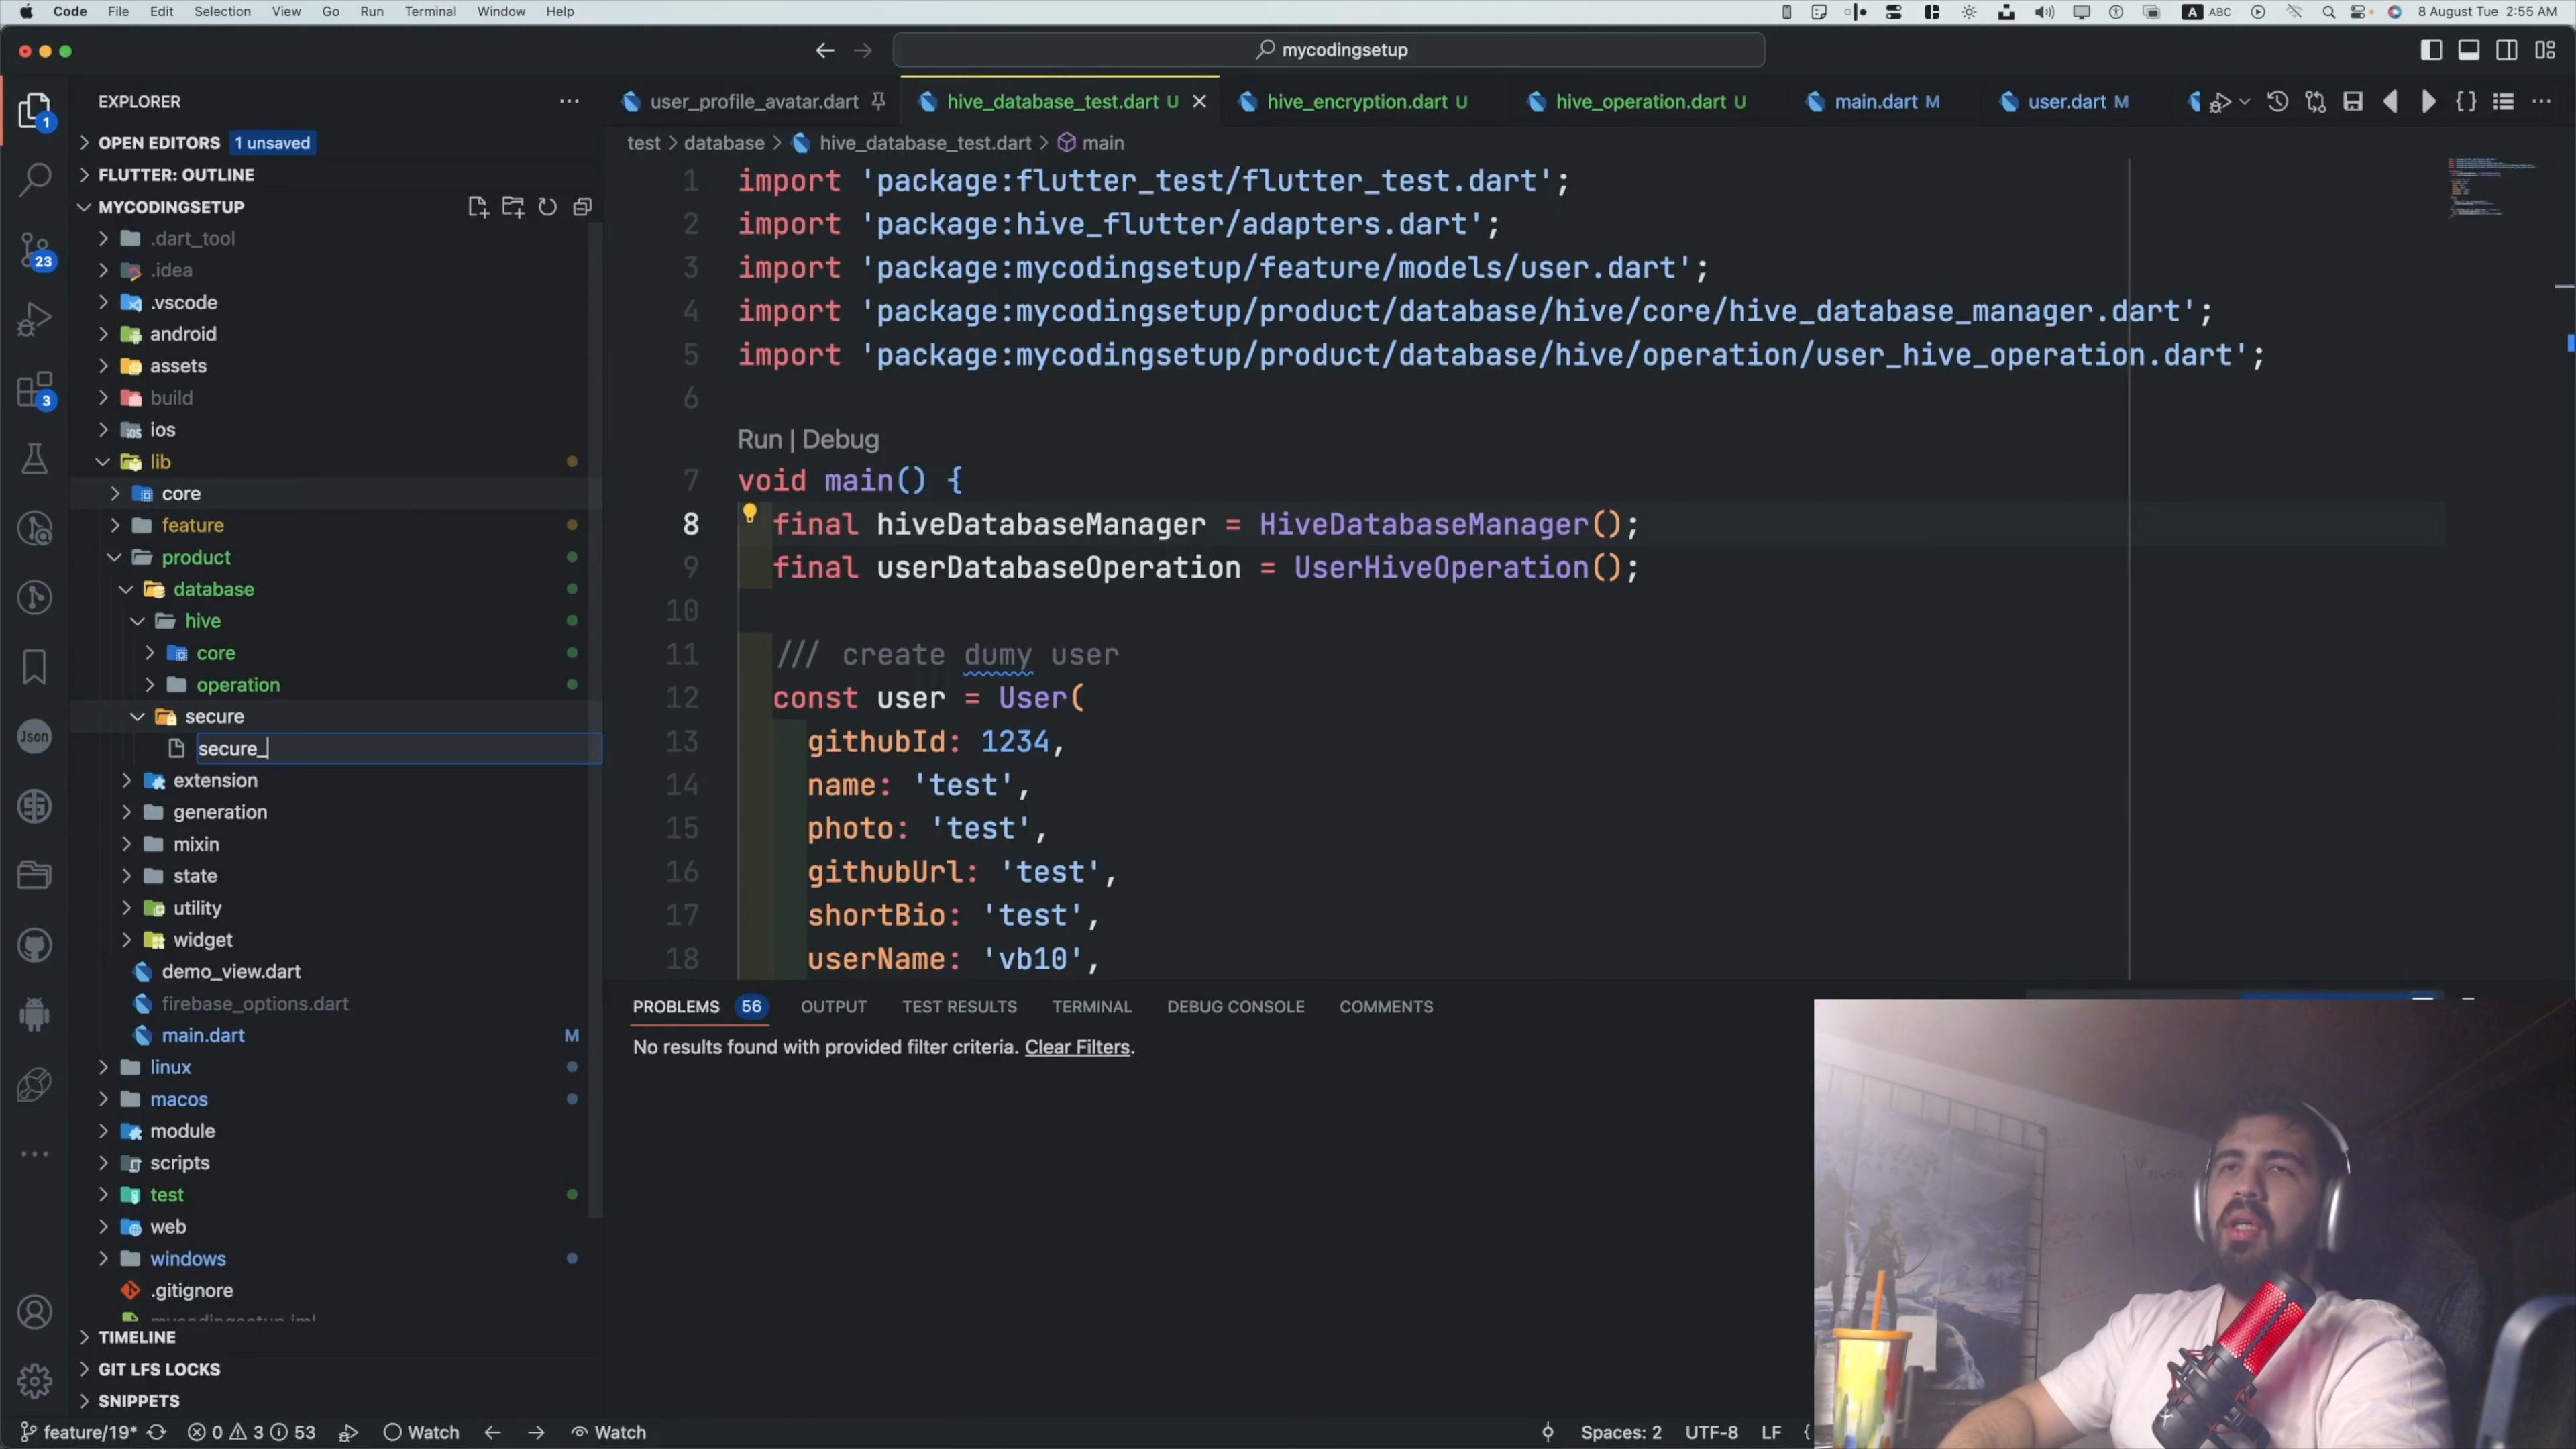 Code File Edit Selection View Go Run Terminal Window Help
A ABC 8 August Tue 2:55 AM
mycodingsetup
EXPLORER
OPEN EDITORS 1 unsaved
FLUTTER: OUTLINE
MYCODINGSETUP
.dart_tool
.idea
.vscode
android
assets
build
ios
lib
core
feature
product
database
hive
core
operation
secure
secure_
extension
generation
mixin
state
utility
widget
demo_view.dart
firebase_options.dart
main.dart M
linux
macos
module
scripts
test
web
windows
.gitignore
mycodingsetup.iml
TIMELINE
GIT LFS LOCKS
SNIPPETS
1
23
3
Json
user_profile_avatar.dart hive_database_test.dart U hive_encryption.dart U hive_operation.dart U main.dart M user.dart M
test > database > hive_database_test.dart > main
1 import 'package:flutter_test/flutter_test.dart';
2 import 'package:hive_flutter/adapters.dart';
3 import 'package:mycodingsetup/feature/models/user.dart';
4 import 'package:mycodingsetup/product/database/hive/core/hive_database_manager.dart';
5 import 'package:mycodingsetup/product/database/hive/operation/user_hive_operation.dart';
6
Run | Debug
7 void main() {
8 final hiveDatabaseManager = HiveDatabaseManager();
9 final userDatabaseOperation = UserHiveOperation();
10
11 /// create dumy user
12 const user = User(
13 githubId: 1234,
14 name: 'test',
15 photo: 'test',
16 githubUrl: 'test',
17 shortBio: 'test',
18 userName: 'vb10',
PROBLEMS 56 OUTPUT TEST RESULTS TERMINAL DEBUG CONSOLE COMMENTS
No results found with provided filter criteria. Clear Filters.
feature/19* 0 3 53 Watch Watch Spaces: 2 UTF-8 LF {